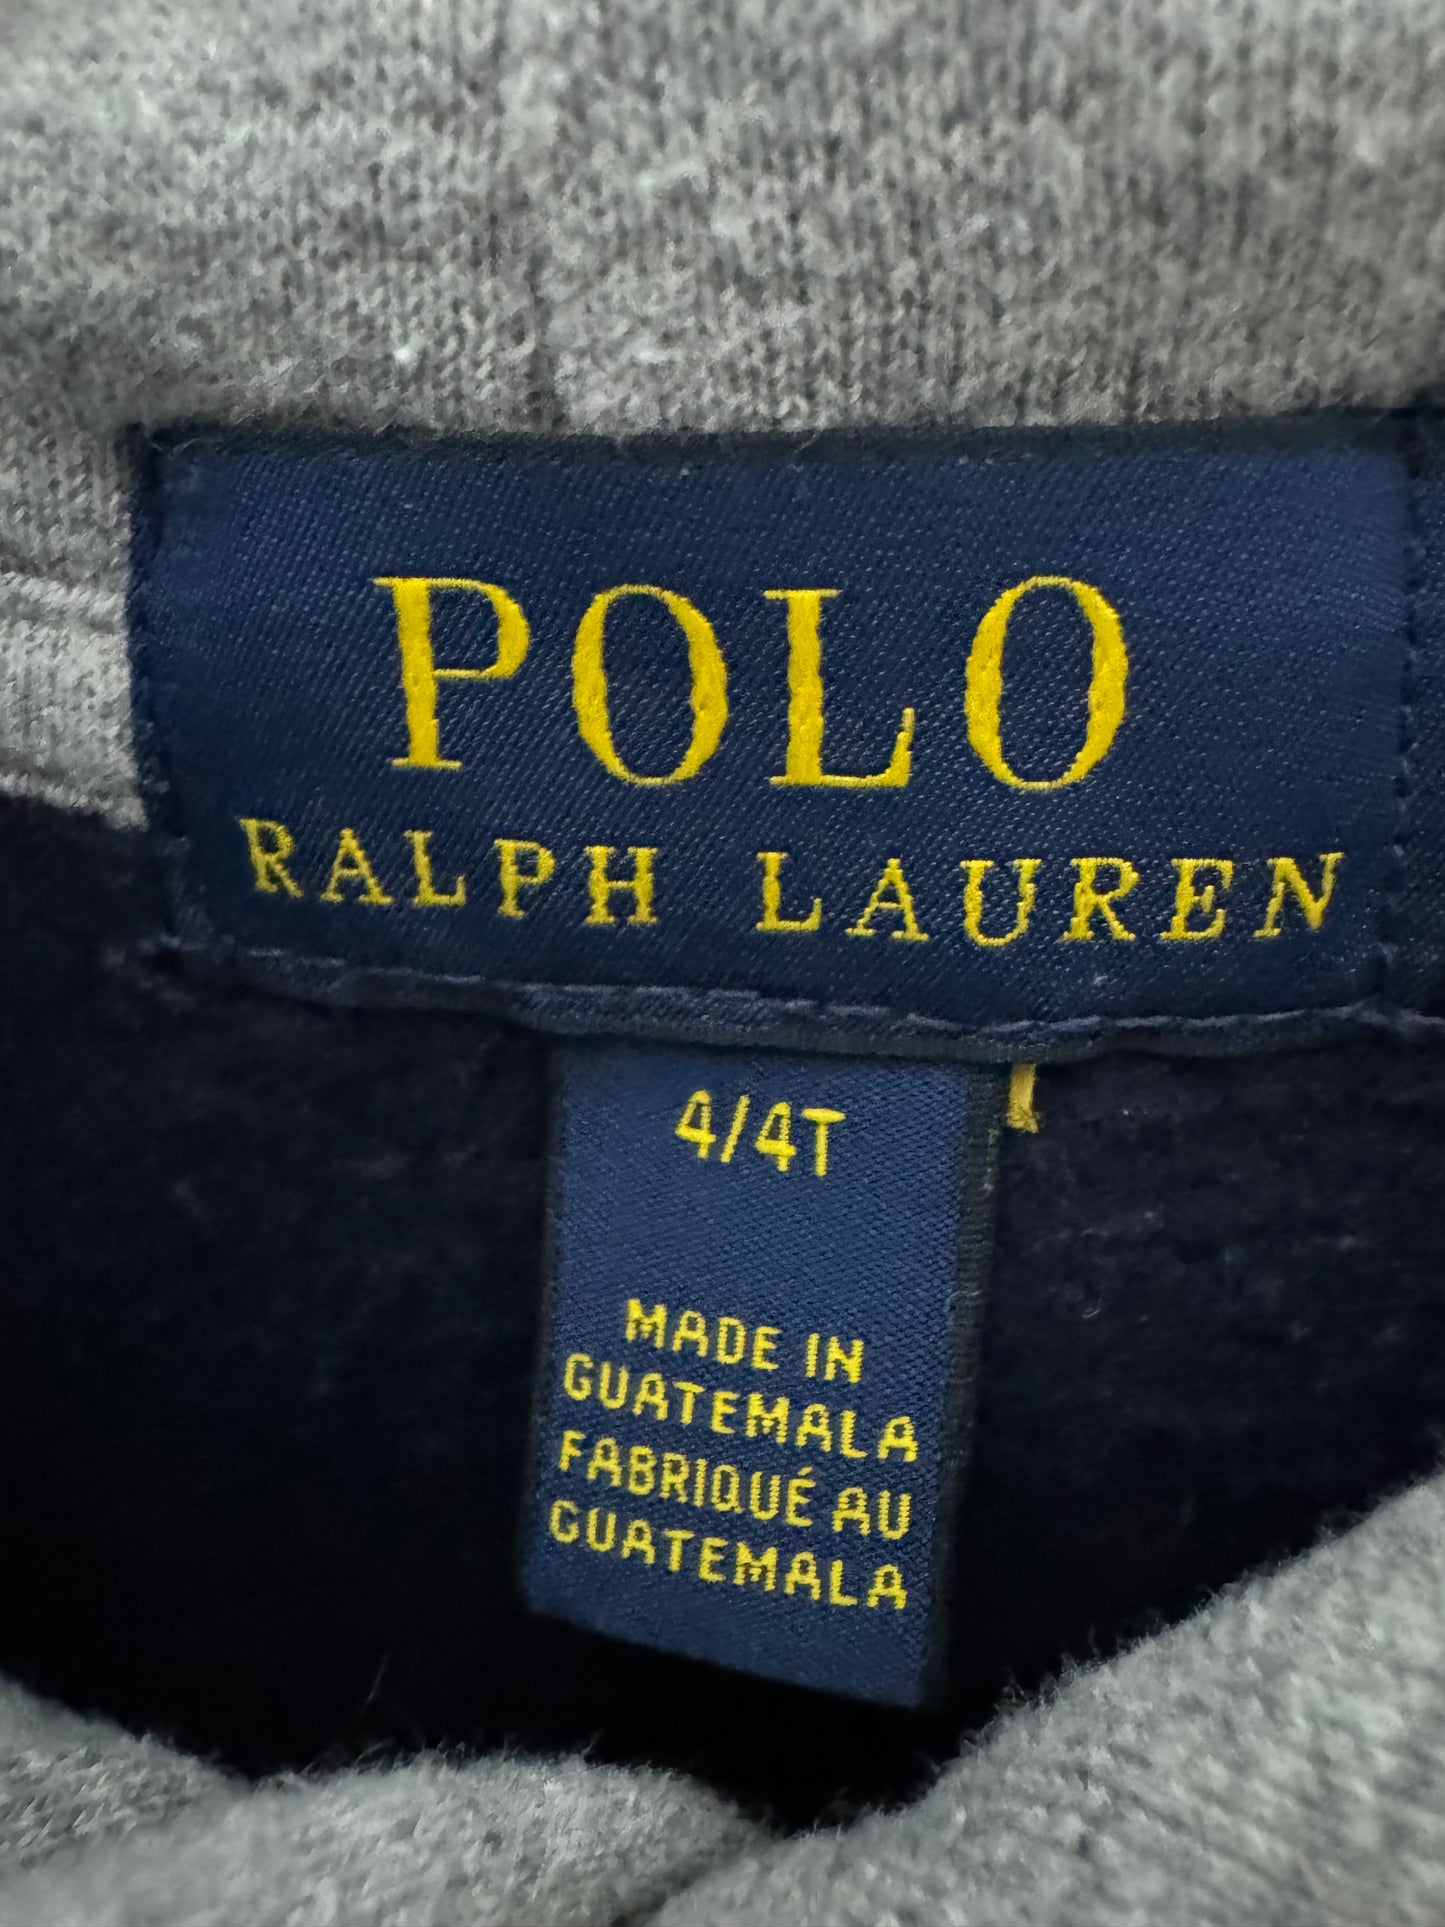 POLO
RALPH LAUREN
4/4T
MADE IN
GUATEMALA
FABRIQUÉ AU
GUATEMALA